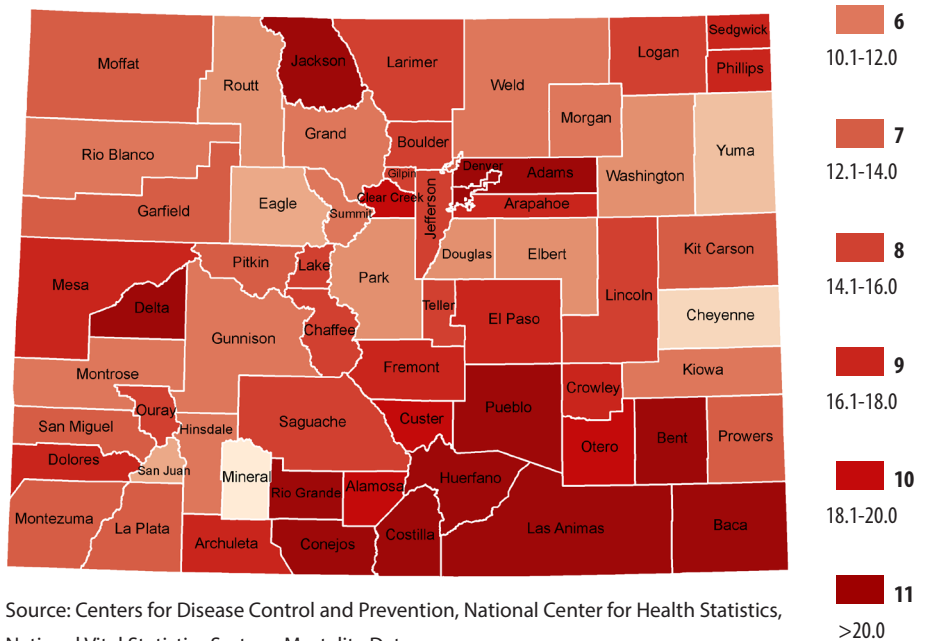 Sedgwick
Moffat
Jackson
Larimer
Logan
Phillips
Routt
Weld
Morgan
Grand
Boulder
Rio Blanco
Yuma
Gilpin
Denver
Adams
Washington
Clear Creek
Arapahoe
Garfield
Eagle
Summit
Jefferson
Kit Carson
Pitkin
Lake
Park
Douglas
Elbert
Mesa
Delta
Lincoln
Teller
El Paso
Cheyenne
Gunnison
Chaffee
Montrose
Fremont
Kiowa
Crowley
Ouray
Pueblo
San Miguel
Hinsdale
Saguache
Custer
Otero
Bent
Prowers
Dolores
San Juan
Mineral
Rio Grande
Alamosa
Huerfano
Montezuma
La Plata
Archuleta
Conejos
Costilla
Las Animas
Baca
6
10.1-12.0
7
12.1-14.0
8
14.1-16.0
9
16.1-18.0
10
18.1-20.0
11
>20.0
Source: Centers for Disease Control and Prevention, National Center for Health Statistics,